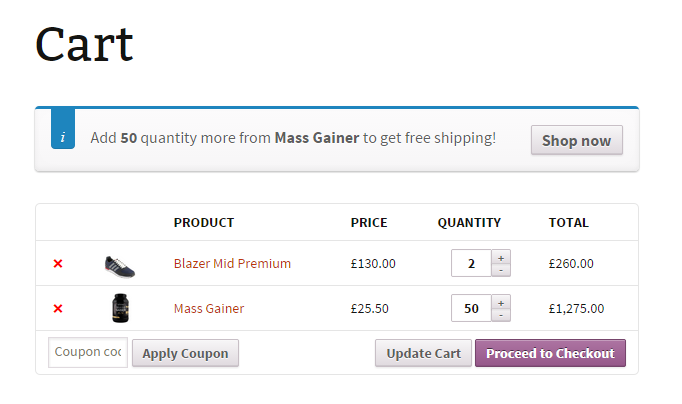 Cart
i
Add 50 quantity more from Mass Gainer to get free shipping!
Shop now
PRODUCT PRICE QUANTITY TOTAL
× Blazer Mid Premium £130.00 2 + - £260.00
× Mass Gainer £25.50 50 + - £1,275.00
Coupon coc Apply Coupon Update Cart Proceed to Checkout